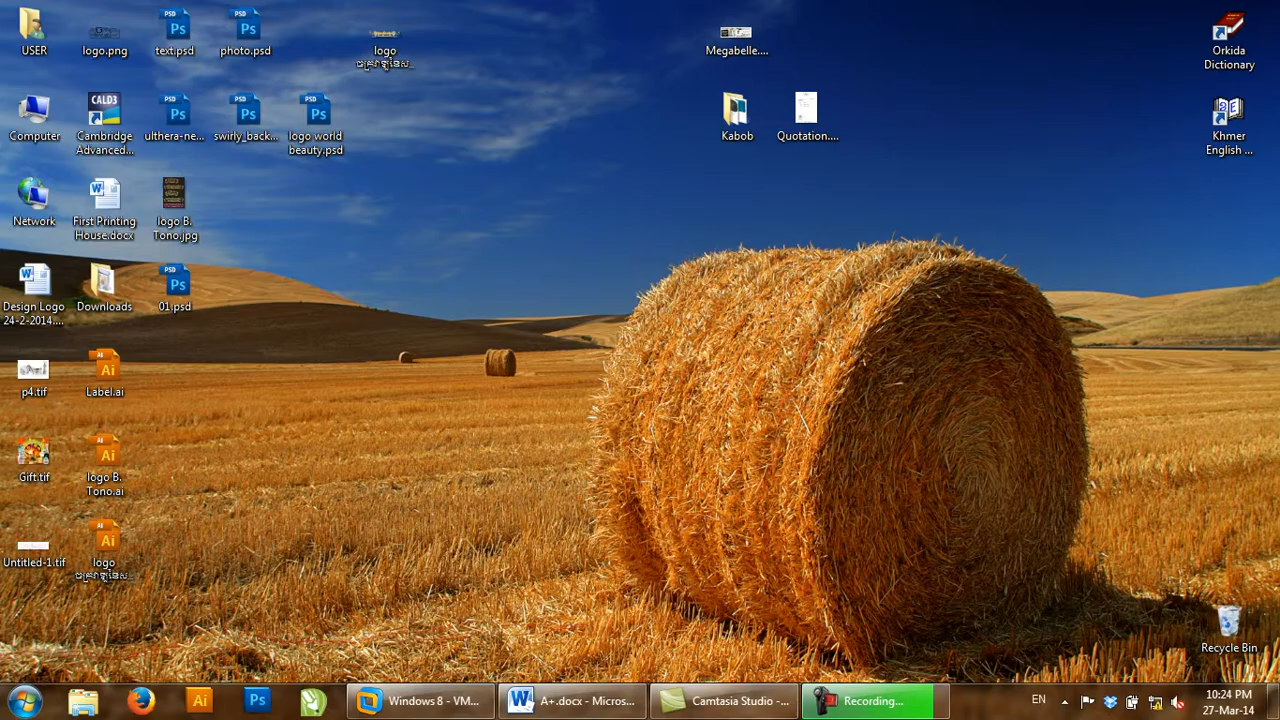 USER
logo.png
text.psd
photo.psd
logo
Megabelle....
Orkida
Dictionary
Computer
CALD3
Cambridge
Advanced...
ulthera-ne...
swirly_back...
logo world
beauty.psd
Kabob
Quotation....
Khmer
English ...
Network
First Printing
House.docx
logo B.
Tono.jpg
Design Logo
24-2-2014....
Downloads
01.psd
p4.tif
Label.ai
Gift.tif
logo B.
Tono.ai
Untitled-1.tif
logo
Recycle Bin
Windows 8 - VM...
A+.docx - Micros...
Camtasia Studio -...
Recording...
EN
10:24 PM
27-Mar-14